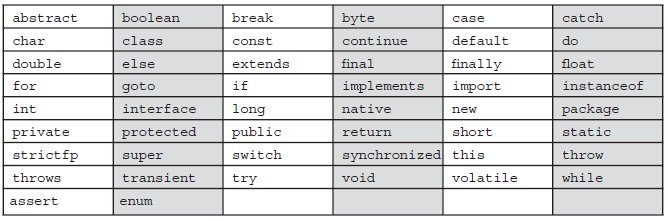 abstract boolean break byte case catch
char class const continue default do
double else extends final finally float
for goto if implements import instanceof
int interface long native new package
private protected public return short static
strictfp super switch synchronized this throw
throws transient try void volatile while
assert enum